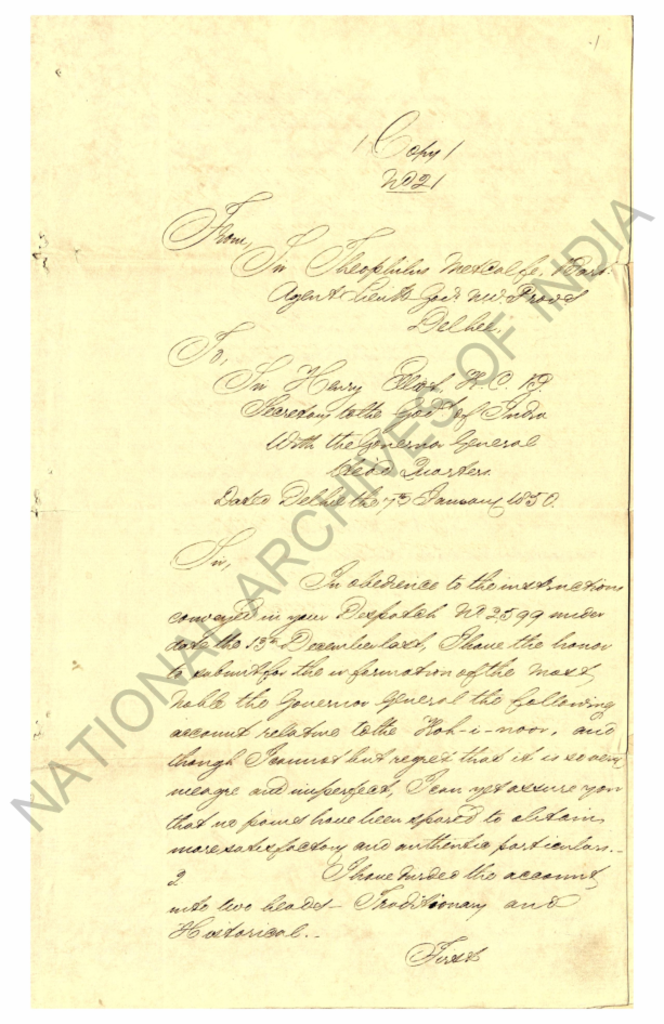 / Copy /
No 21
From,
Sir Theophilus Metcalfe, Bart.
Agent Lieut. Govr. NW. Provs
Delhee.
To,
Sir Henry Elliot, K. C. B.
Secretary to the Govt. of India
With the Governor General
Head Quarters.
Dated Delhie the 7th January 1850.
Sir,
In obedience to the instructions
conveyed in your Despatch No 2599 under
date the 13th December last, I have the honor
to submit for the information of the Most
Noble the Governor General the following
account relative to the Koh-i-noor, and
though I cannot but regret that it is so very
meagre and imperfect, I can yet assure you
that no pains have been spared to obtain
more satisfactory and authentic particulars.-
2 I have divided the account
into two heads - Traditionary and
Historical.-
First
NATIONAL ARCHIVES OF INDIA